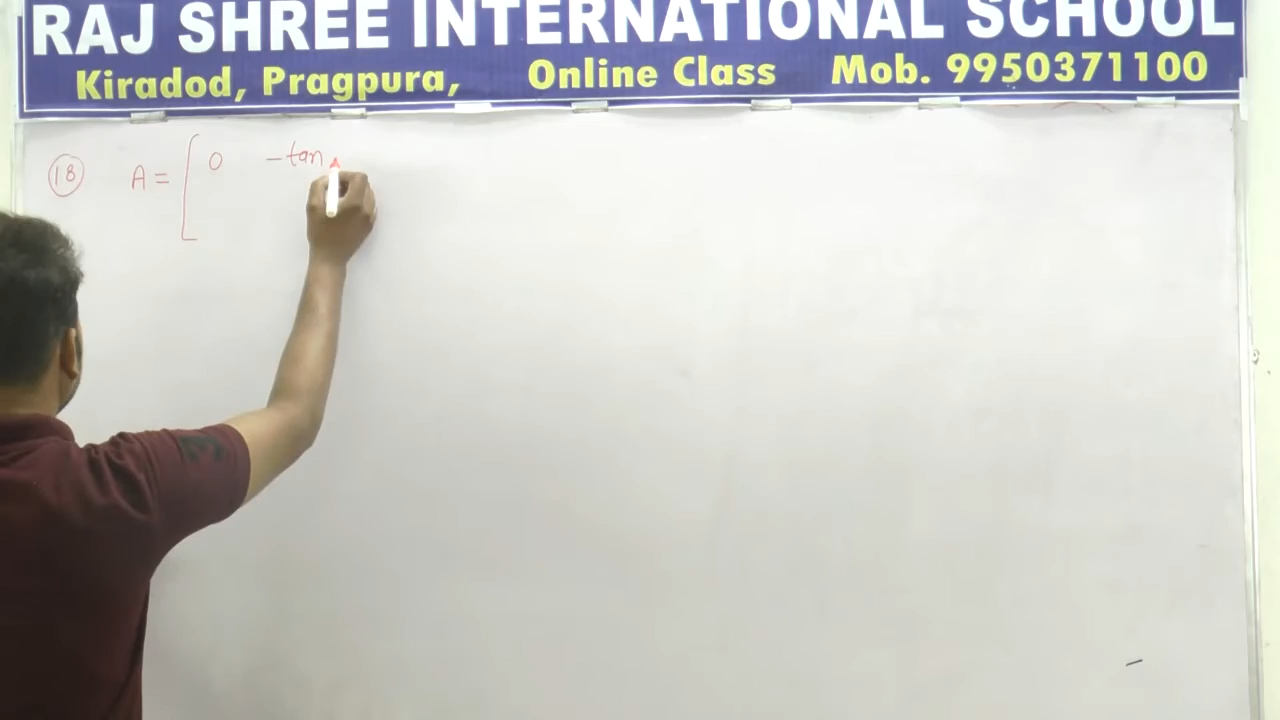 RAJ SHREE INTERNATIONAL SCHOOL
Kiradod, Pragpura, Online Class Mob. 9950371100
18 A = [ 0 -tan